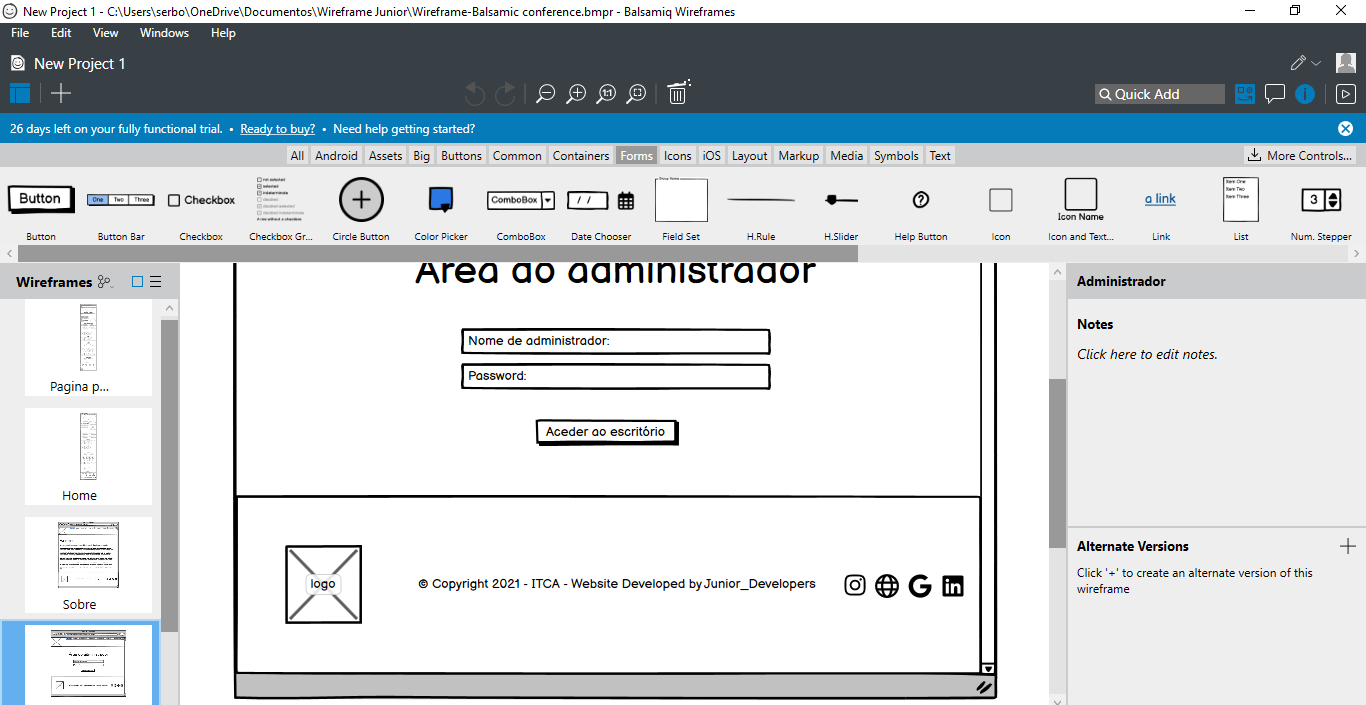 New Project 1 - C:\Users\serbo\OneDrive\Documentos\Wireframe Junior\Wireframe-Balsamic conference.bmpr - Balsamiq Wireframes
File Edit View Windows Help
New Project 1
1:1
Quick Add
26 days left on your fully functional trial. • Ready to buy? • Need help getting started?
All Android Assets Big Buttons Common Containers Forms Icons iOS Layout Markup Media Symbols Text More Controls...
Button One Two Three Checkbox ComboBox / / a link 3
Icon Name
Item One
Item Two
Item Three
Button Button Bar Checkbox Checkbox Gr... Circle Button Color Picker ComboBox Date Chooser Field Set H.Rule H.Slider Help Button Icon Icon and Text... Link List Num. Stepper
Wireframes
Pagina p...
Home
Sobre
Área do administrador
Nome de administrador:
Password:
Aceder ao escritório
logo
© Copyright 2021 - ITCA - Website Developed by Junior_Developers
Administrador
Notes
Click here to edit notes.
Alternate Versions
Click '+' to create an alternate version of this
wireframe